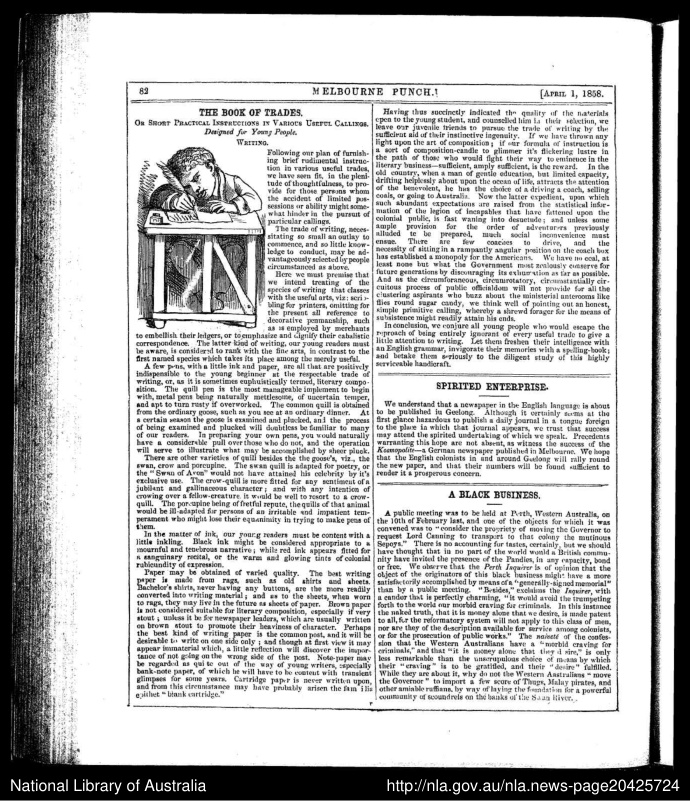 82
MELBOURNE PUNCH.
[APRIL 1, 1858.
THE BOOK OF TRADES.
OR SHORT PRACTICAL INSTRUCTIONS IN VARIOUS USEFUL CALLINGS.
Designed for Young People.
WRITING.
Following our plan of furnish-
ing brief rudimental instruc-
tion in various useful trades,
we have seen fit, in the pleni-
tude of thoughtfulness, to pro-
vide for those persons whom
the accident of limited pos-
sessions or ability might some-
what hinder in the pursuit of
particular callings.
The trade of writing, neces-
sitating so small an outlay to
commence, and so little know-
ledge to conduct, may be ad-
vantageously selected by people
circumstanced as above.
Here we must premise that
we intend treating of the
species of writing that classes
with the useful arts, viz: scrib-
bling for printers, omitting for
the present all reference to
decorative penmanship, such
as is employed by merchants
to embellish their ledgers, or to emphasize and dignify their cabalistic
correspondence. The latter kind of writing, our young readers must
be aware, is considered to rank with the fine arts, in contrast to the
first named species which takes its place among the merely useful.
A few pens, with a little ink and paper, are all that are positively
indispensible to the young beginner at the respectable trade of
writing, or, as it is sometimes euphuistically termed, literary compo-
sition. The quill pen is the most manageable implement to begin
with, metal pens being naturally mettlesome, of uncertain temper,
and apt to turn rusty if overworked. The common quill is obtained
from the ordinary goose, such as you see at an ordinary dinner. At
a certain season the goose is examined and plucked, and the process
of being examined and plucked will doubtless be familiar to many
of our readers. In preparing your own pens, you would naturally
have a considerable pull over those who do not, and the operation
will serve to illustrate what may be accomplished by sheer pluck.
There are other varieties of quill besides the the goose's, viz., the
swan, crow and porcupine. The swan quill is adapted for poetry, or
the "Swan of Avon" would not have attained his celebrity by it's
exclusive use. The crow-quill is more fitted for any sentiment of a
jubilant and gallinaceous character; and with any intention of
crowing over a fellow-creature, it would be well to resort to a crow-
quill. The porcupine being of fretful repute, the quills of that animal
would be ill-adapted for persons of an irritable and impatient tem-
perament who might lose their equanimity in trying to make pens of
them.
In the matter of ink, our young readers must be content with a
little inkling. Black ink might be considered appropriate to a
mournful and tenebrous narrative; while red ink appears fitted for
a sanguinary recital, or the warm and glowing tints of colonial
rubicundity of expression.
Paper may be obtained of varied quality. The best writing
paper is made from rags, such as old shirts and sheets.
Bachelor's shirts, never having any buttons, are the more readily
converted into writing material; and as to the sheets, when worn
to rags, they may live in the future as sheets of paper. Brown paper
is not considered suitable for literary composition, especially if very
stout; unless it be for newspaper leaders, which are usually written
on brown stout to promote their heaviness of character. Perhaps
the best kind of writing paper is the common post, and it will be
desirable to write on one side only; and though at first view it may
appear immaterial which, a little reflection will discover the impor-
tance of not going on the wrong side of the post. Note-paper may
be regarded as quite out of the way of young writers, especially
bank-note paper, of which he will have to be content with transient
glimpses for some years. Cartridge paper is never written upon,
and from this circumstance may have probably arisen the familiar
epithet "blank cartridge."
Having thus succinctly indicated the quality of the materials
open to the young student, and counselled him in their selection, we
leave our juvenile friends to pursue the trade of writing by the
sufficient aid of their instinctive ingenuity. If we have thrown any
light upon the art of composition; if our formula of instruction is
a sort of composition-candle to glimmer it's flickering lustre in
the path of those who would fight their way to eminence in the
literary business—sufficient, amply sufficient, is the reward. In the
old country, when a man of gentle education, but limited capacity,
drifting helplessly about upon the ocean of life, attracts the attention
of the benevolent, he has the choice of driving a coach, selling
coals, or going to Australia. Now the latter expedient, upon which
such abundant expectations are raised from the statistical infor-
mation of the legion of incapables that have fattened upon the
colonial public, is fast waning into desuetude; and unless some
ample provision for the order of adventurers previously
alluded to be prepared, much social inconvenience must
ensue. There are few coaches to drive, and the
necessity of sitting in a rampantly angular position on the coach box
has established a monopoly for the Americans. We have no coal, at
least none but what the Government most zealously conserve for
future generations by discouraging its exhumation as far as possible.
And as the circumforaneous, circumrotatory, circumstantially cir-
cuitous process of public officialdom will not provide for all the
clustering aspirants who buzz about the ministerial anterooms like
flies round sugar candy, we think well of pointing out an honest,
simple primitive calling, whereby a shrewd forager for the means of
subsistence might readily attain his ends.
In conclusion, we conjure all young people who would escape the
reproach of being entirely ignorant of every useful trade to give a
little attention to writing. Let them freshen their intelligence with
an English grammar, invigorate their memories with a spelling-book;
and betake them seriously to the diligent study of this highly
serviceable handicraft.
SPIRITED ENTERPRISE.
We understand that a newspaper in the English language is about
to be published in Geelong. Although it certainly seems at the
first glance hazardous to publish a daily journal in a tongue foreign
to the place in which that journal appears, we trust that success
may attend the spirited undertaking of which we speak. Precedents
warranting this hope are not absent, as witness the success of the
Kosmopolite—a German newspaper published in Melbourne. We hope
that the English colonists in and around Geelong will rally round
the new paper, and that their numbers will be found sufficient to
render it a prosperous concern.
A BLACK BUSINESS.
A public meeting was to be held at Perth, Western Australia, on
the 10th of February last, and one of the objects for which it was
convened was to "consider the propriety of moving the Governor to
request Lord Canning to transport to that colony the mutinous
Sepoys." There is no accounting for tastes, certainly, but we should
have thought that in no part of the world would a British commu-
nity have invited the presence of the Pandies, in any capacity, bond
or free. We observe that the Perth Inquirer is of opinion that the
object of the originators of this black business might have a more
satisfactorily accomplished by means of a "generally-signed memorial"
than by a public meeting. "Besides," exclaims the Inquirer, with
a candor that is perfectly charming, "it would avoid the trumpeting
forth to the world our morbid craving for criminals. In this instance
the naked truth, that it is money alone that we desire, is made patent
to all, for the reformatory system will not apply to this class of men,
nor are they of the description available for service among colonists,
or for the prosecution of public works." The naiveté of the confes-
sion that the Western Australians have a "morbid craving for
criminals," and that "it is money alone that they desire," is only
less remarkable than the unscrupulous choice of means by which
their "craving" is to be gratified, and their "desire" fulfilled.
While they are about it, why do not the Western Australians "move
the Governor" to import a few score of Thugs, Malay pirates, and
other amiable ruffians, by way of laying the foundation for a powerful
community of scoundrels on the banks of the Swan River.
National Library of Australia
http://nla.gov.au/nla.news-page20425724